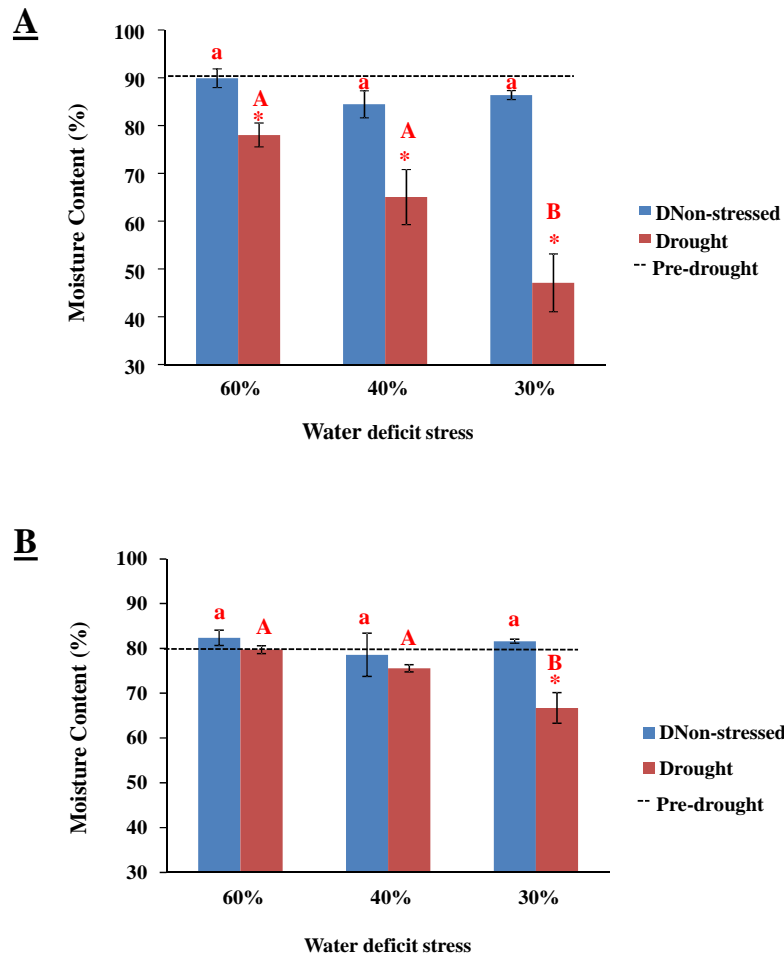 A
100
90
80
70
60
50
40
30
Moisture Content (%)
a
A
*
a
A
*
a
B
*
60%
40%
30%
Water deficit stress
DNon-stressed
Drought
Pre-drought
B
100
90
80
70
60
50
40
30
Moisture Content (%)
a
A
a
A
a
B
*
60%
40%
30%
Water deficit stress
DNon-stressed
Drought
Pre-drought